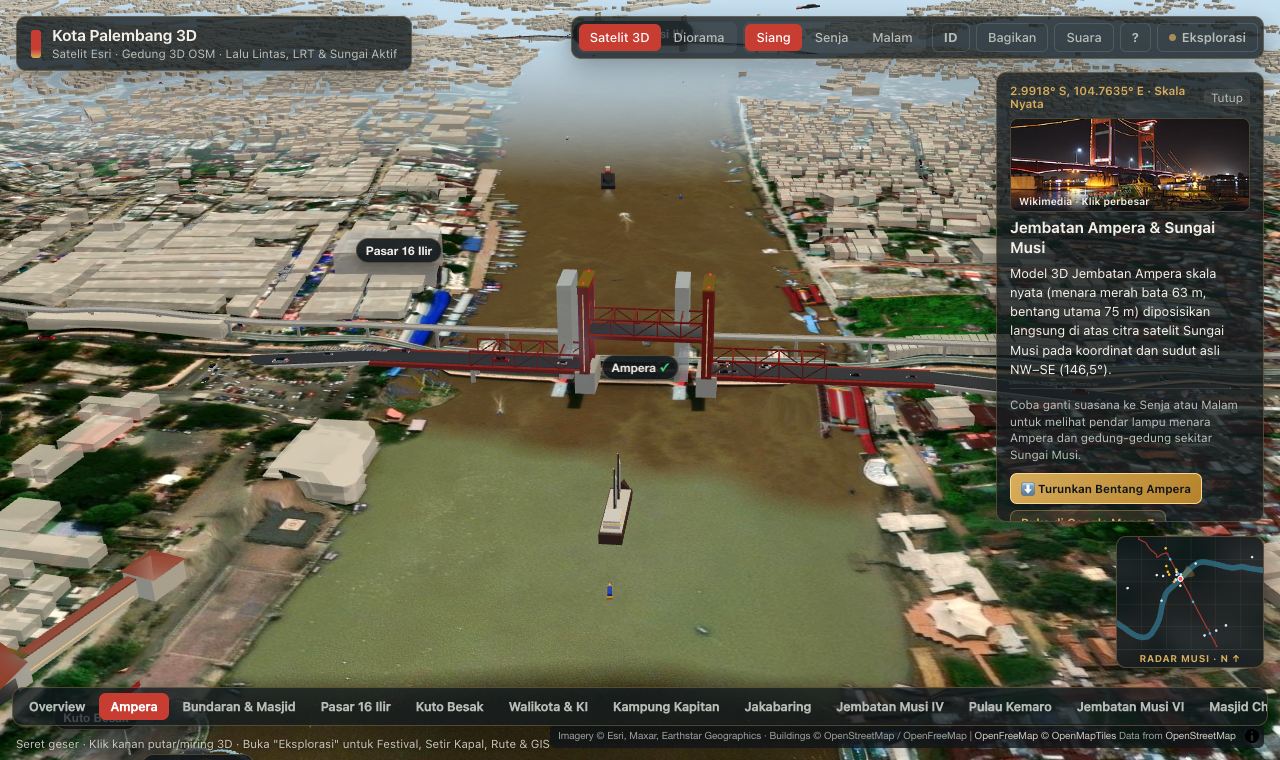 Kota Palembang 3D
Satelit Esri · Gedung 3D OSM · Lalu Lintas, LRT & Sungai Aktif
Satelit 3D Diorama Siang Senja Malam ID Bagikan Suara ? Eksplorasi
2.9918° S, 104.7635° E · Skala Nyata
Tutup
Wikimedia · Klik perbesar
Jembatan Ampera & Sungai
Musi
Model 3D Jembatan Ampera skala
nyata (menara merah bata 63 m,
bentang utama 75 m) diposisikan
langsung di atas citra satelit Sungai
Musi pada koordinat dan sudut asli
NW–SE (146,5°).
Coba ganti suasana ke Senja atau Malam
untuk melihat pendar lampu menara
Ampera dan gedung-gedung sekitar
Sungai Musi.
⬇️ Turunkan Bentang Ampera
Pasar 16 Ilir
Ampera ✓
RADAR MUSI · N ↑
Overview Ampera Bundaran & Masjid Pasar 16 Ilir Kuto Besak Walikota & KI Kampung Kapitan Jakabaring Jembatan Musi IV Pulau Kemaro Jembatan Musi VI Masjid Ch
Kuto Besak
Seret geser · Klik kanan putar/miring 3D · Buka "Eksplorasi" untuk Festival, Setir Kapal, Rute & GIS
Imagery © Esri, Maxar, Earthstar Geographics · Buildings © OpenStreetMap / OpenFreeMap | OpenFreeMap © OpenMapTiles Data from OpenStreetMap